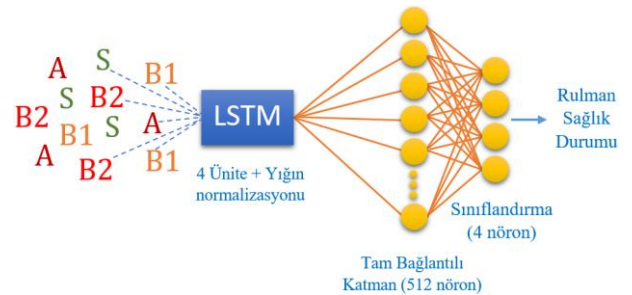 S
A
B1
S
B2
B2
S
A
B1
A
B2
B1
LSTM
4 Ünite + Yığın
normalizasyonu
Tam Bağlantılı
Katman (512 nöron)
Sınıflandırma
(4 nöron)
Rulman
Sağlık
Durumu